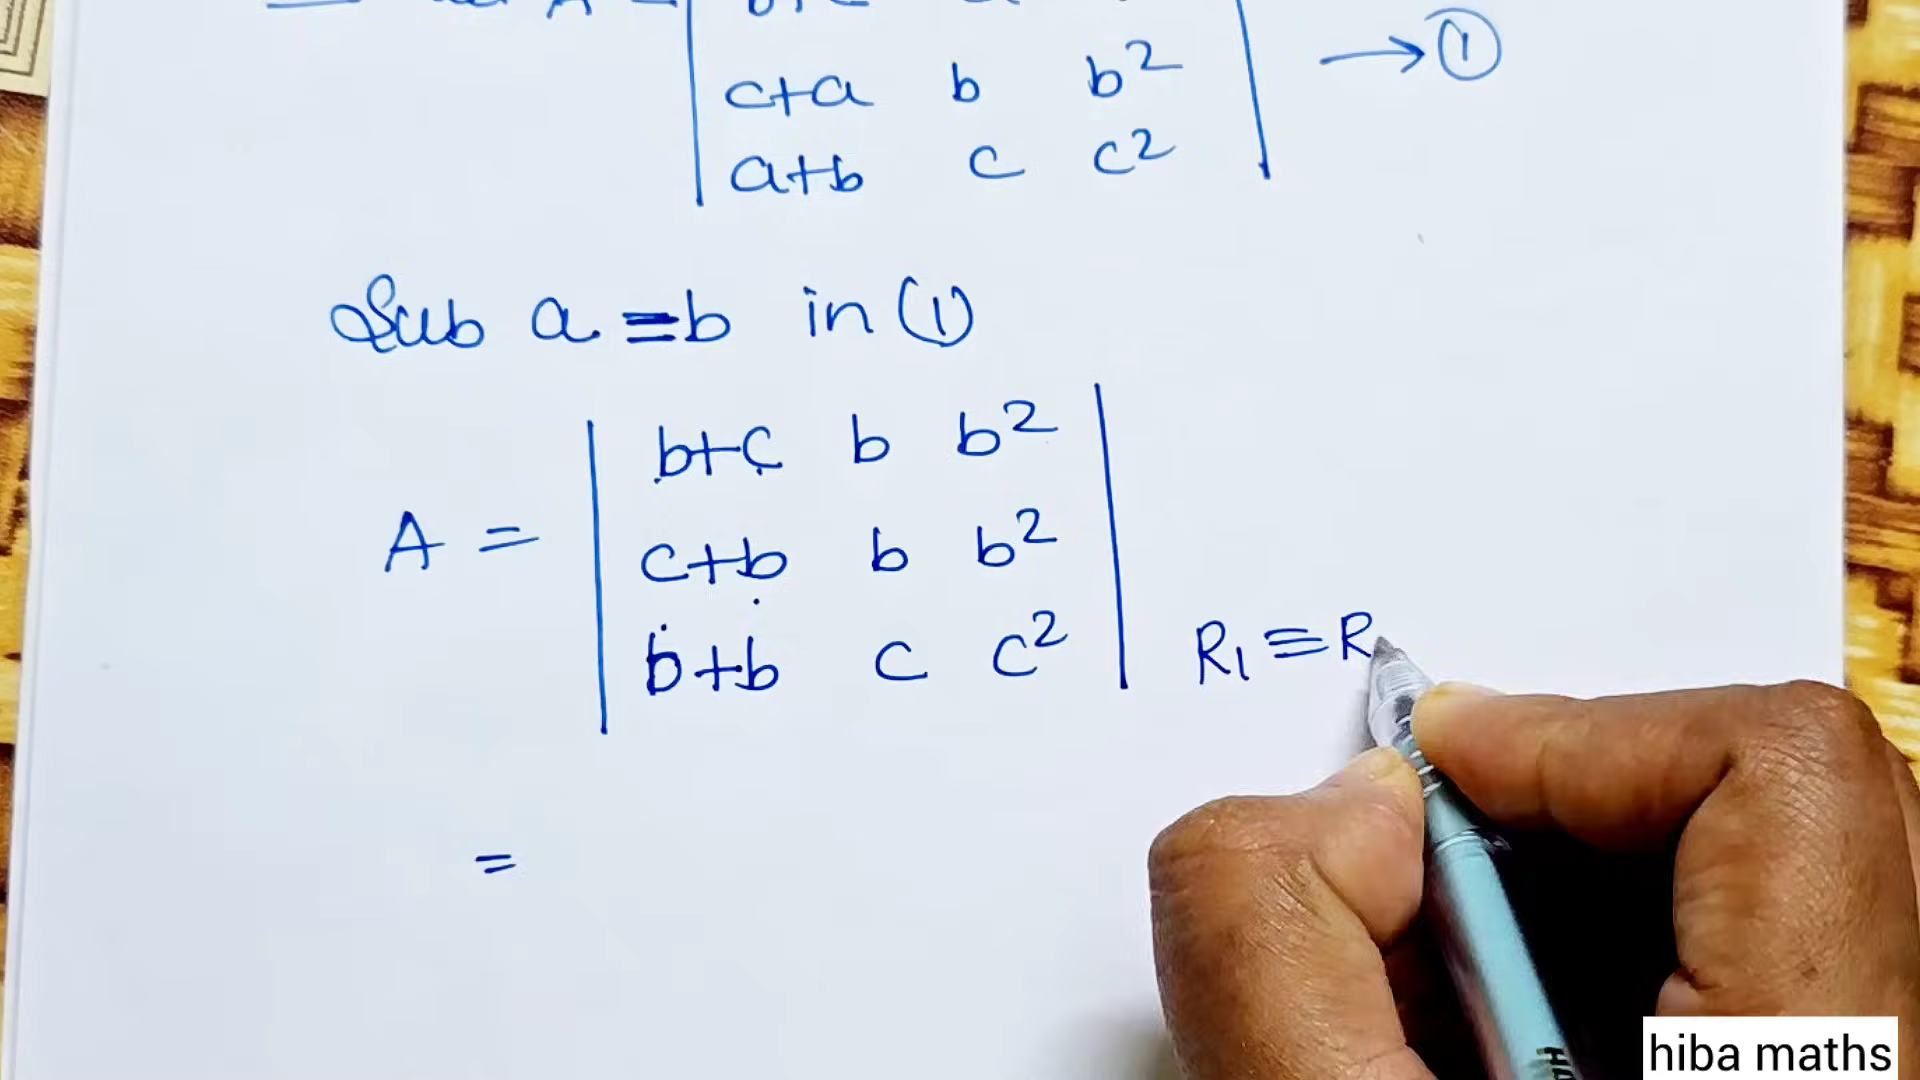 A
c+a b b² → ①
a+b c c²
Sub a = b in (1)
b+c b b²
A = c+b b b²
b+b c c² R₁ ≡ R
=
hiba maths